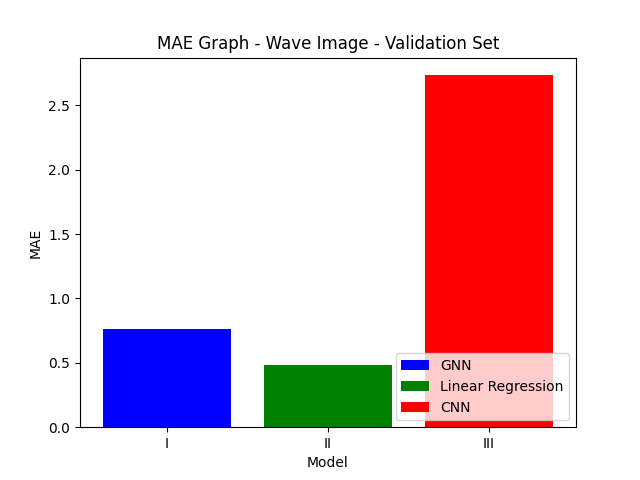 MAE Graph - Wave Image - Validation Set
MAE
2.5
2.0
1.5
1.0
0.5
0.0
GNN
Linear Regression
CNN
I
II
III
Model